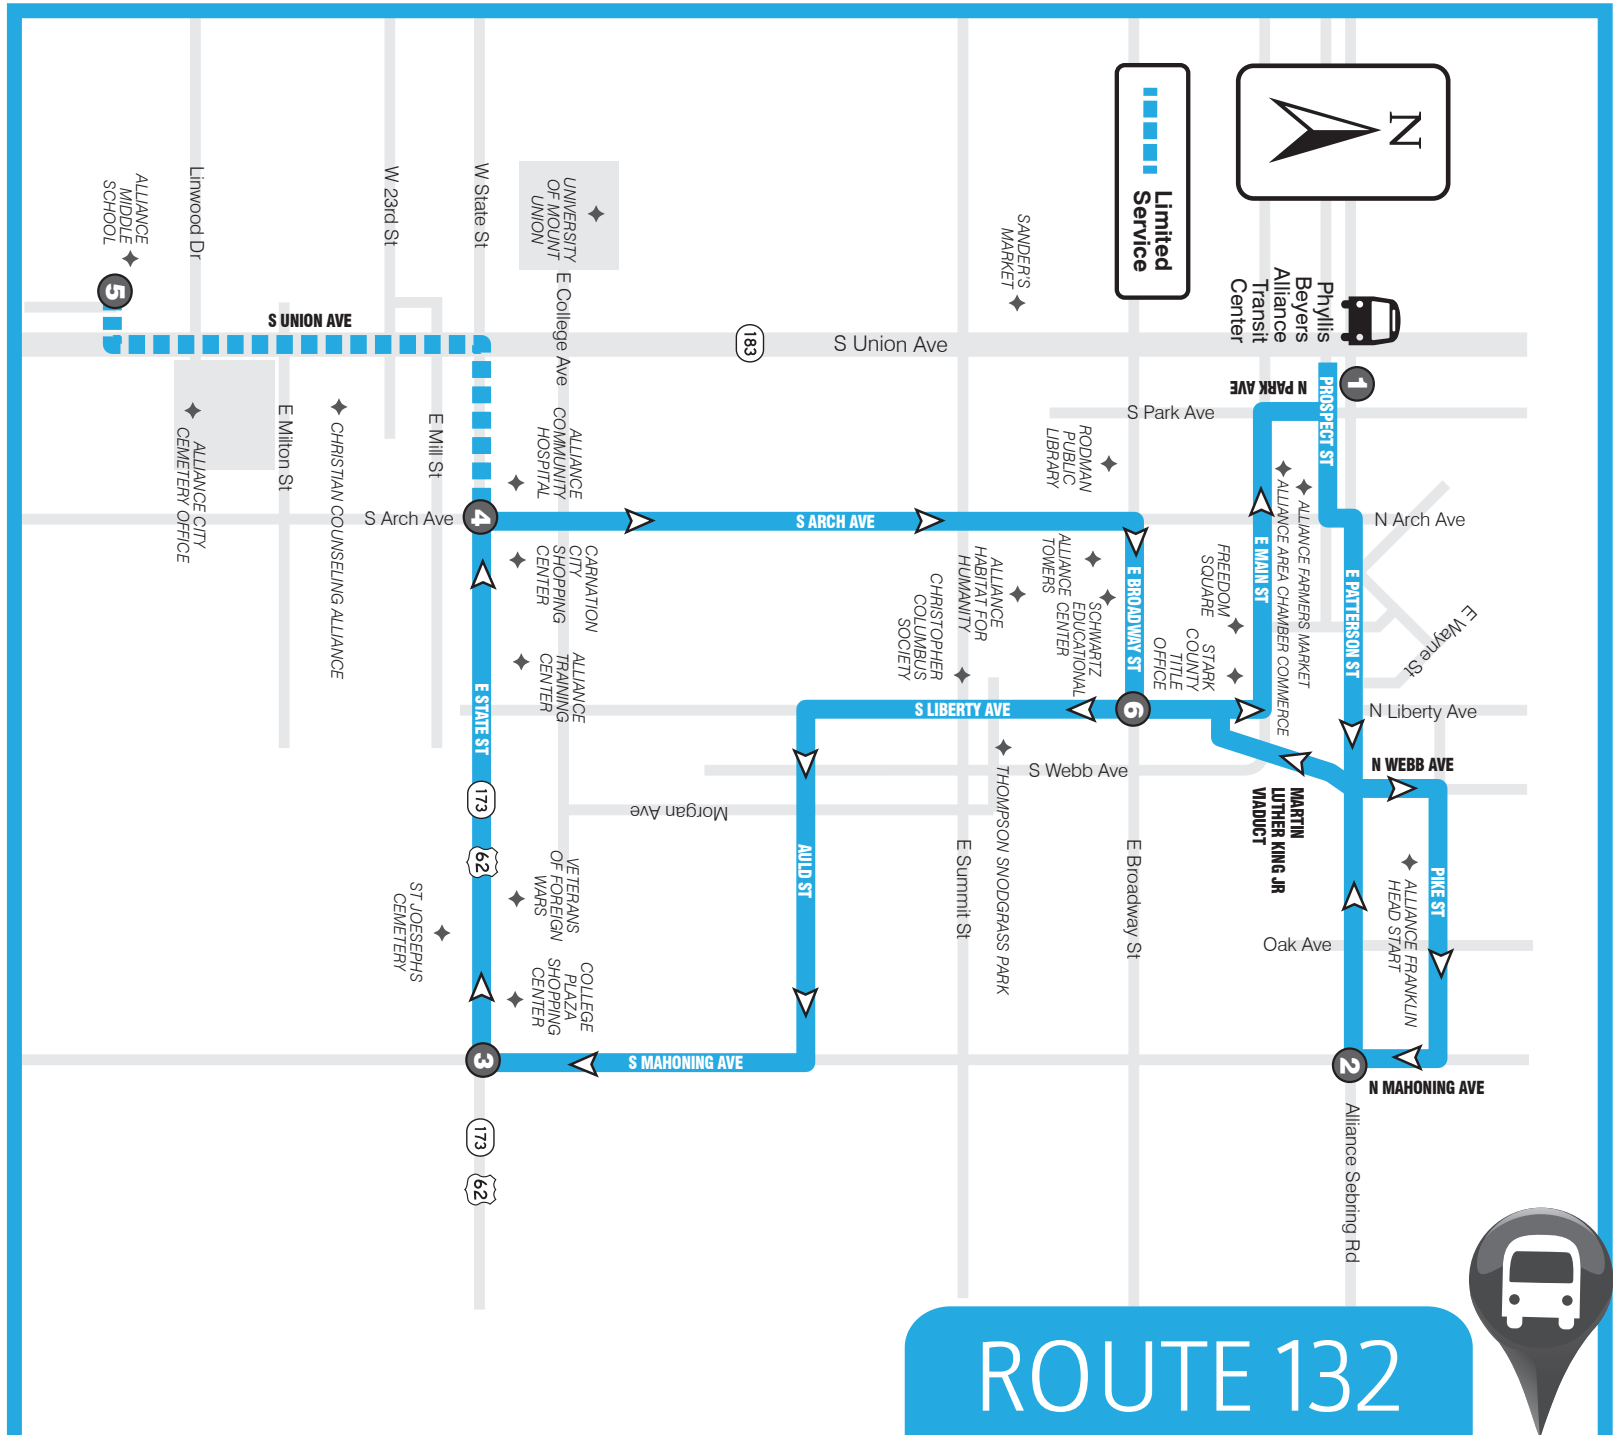 N
Limited
Service
Phyllis
Beyers
Alliance
Transit
Center
1
PROSPECT ST
N PARK AVE
S Park Ave
S Union Ave
183
S UNION AVE
ALLIANCE
MIDDLE
SCHOOL
5
Linwood Dr
W 23rd St
W State St
UNIVERSITY
OF MOUNT
UNION
E College Ave
SANDER'S
MARKET
ALLIANCE CITY
CEMETERY OFFICE
E Milton St
CHRISTIAN COUNSELING ALLIANCE
E Mill St
ALLIANCE
COMMUNITY
HOSPITAL
RODMAN
PUBLIC
LIBRARY
ALLIANCE FARMERS MARKET
ALLIANCE AREA CHAMBER COMMERCE
S Arch Ave
4
S ARCH AVE
N Arch Ave
CARNATION
CITY
SHOPPING
CENTER
ALLIANCE
TRAINING
CENTER
ALLIANCE
HABITAT FOR
HUMANITY
CHRISTOPHER
COLUMBUS
SOCIETY
ALLIANCE
TOWERS
SCHWARTZ
EDUCATIONAL
CENTER
E BROADWAY ST
FREEDOM
SQUARE
STARK
COUNTY
TITLE
OFFICE
E MAIN ST
E PATTERSON ST
E Wayne St
E STATE ST
S LIBERTY AVE
6
N Liberty Ave
S Webb Ave
N WEBB AVE
MARTIN
LUTHER KING JR
VIADUCT
Morgan Ave
THOMPSON SNODGRASS PARK
173
62
AULD ST
E Summit St
E Broadway St
PIKE ST
ALLIANCE FRANKLIN
HEAD START
Oak Ave
ST JOESEPHS
CEMETERY
VETERANS
OF FOREIGN
WARS
COLLEGE
PLAZA
SHOPPING
CENTER
3
S MAHONING AVE
2
N MAHONING AVE
173
62
Alliance Sebring Rd
ROUTE 132